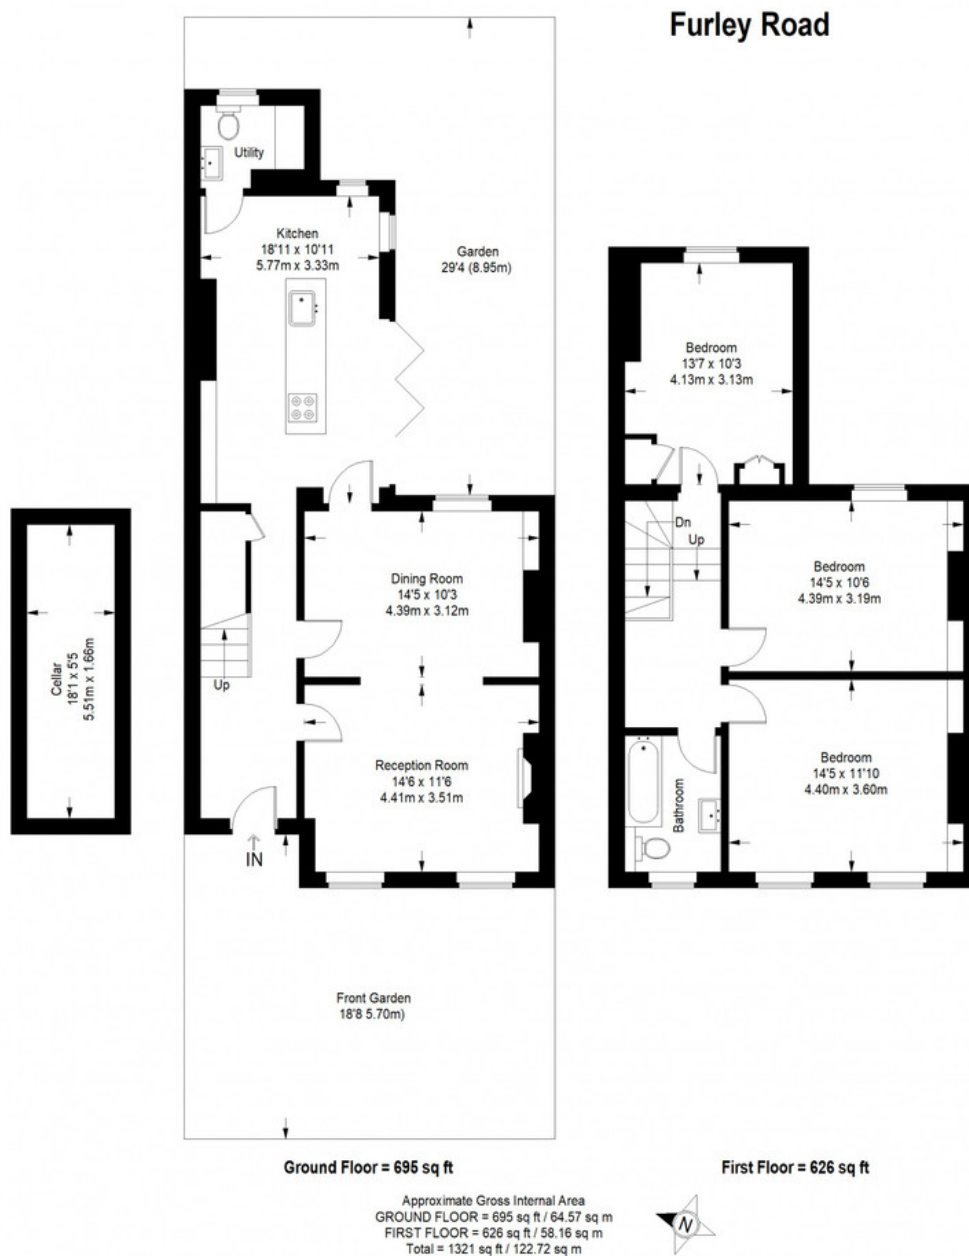 Furley Road
Utility
Kitchen
18'11 x 10'11
5.77m x 3.33m
Garden
29'4 (8.95m)
Bedroom
13'7 x 10'3
4.13m x 3.13m
Dn
Up
Dining Room
14'5 x 10'3
4.39m x 3.12m
Bedroom
14'5 x 10'6
4.39m x 3.19m
Cellar
18'1 x 5'5
5.51m x 1.66m
Up
Reception Room
14'6 x 11'6
4.41m x 3.51m
Bedroom
14'5 x 11'10
4.40m x 3.60m
Bathroom
IN
Front Garden
18'8 5.70m)
Ground Floor = 695 sq ft
First Floor = 626 sq ft
Approximate Gross Internal Area
GROUND FLOOR = 695 sq ft / 64.57 sq m
FIRST FLOOR = 626 sq ft / 58.16 sq m
Total = 1321 sq ft / 122.72 sq m
N